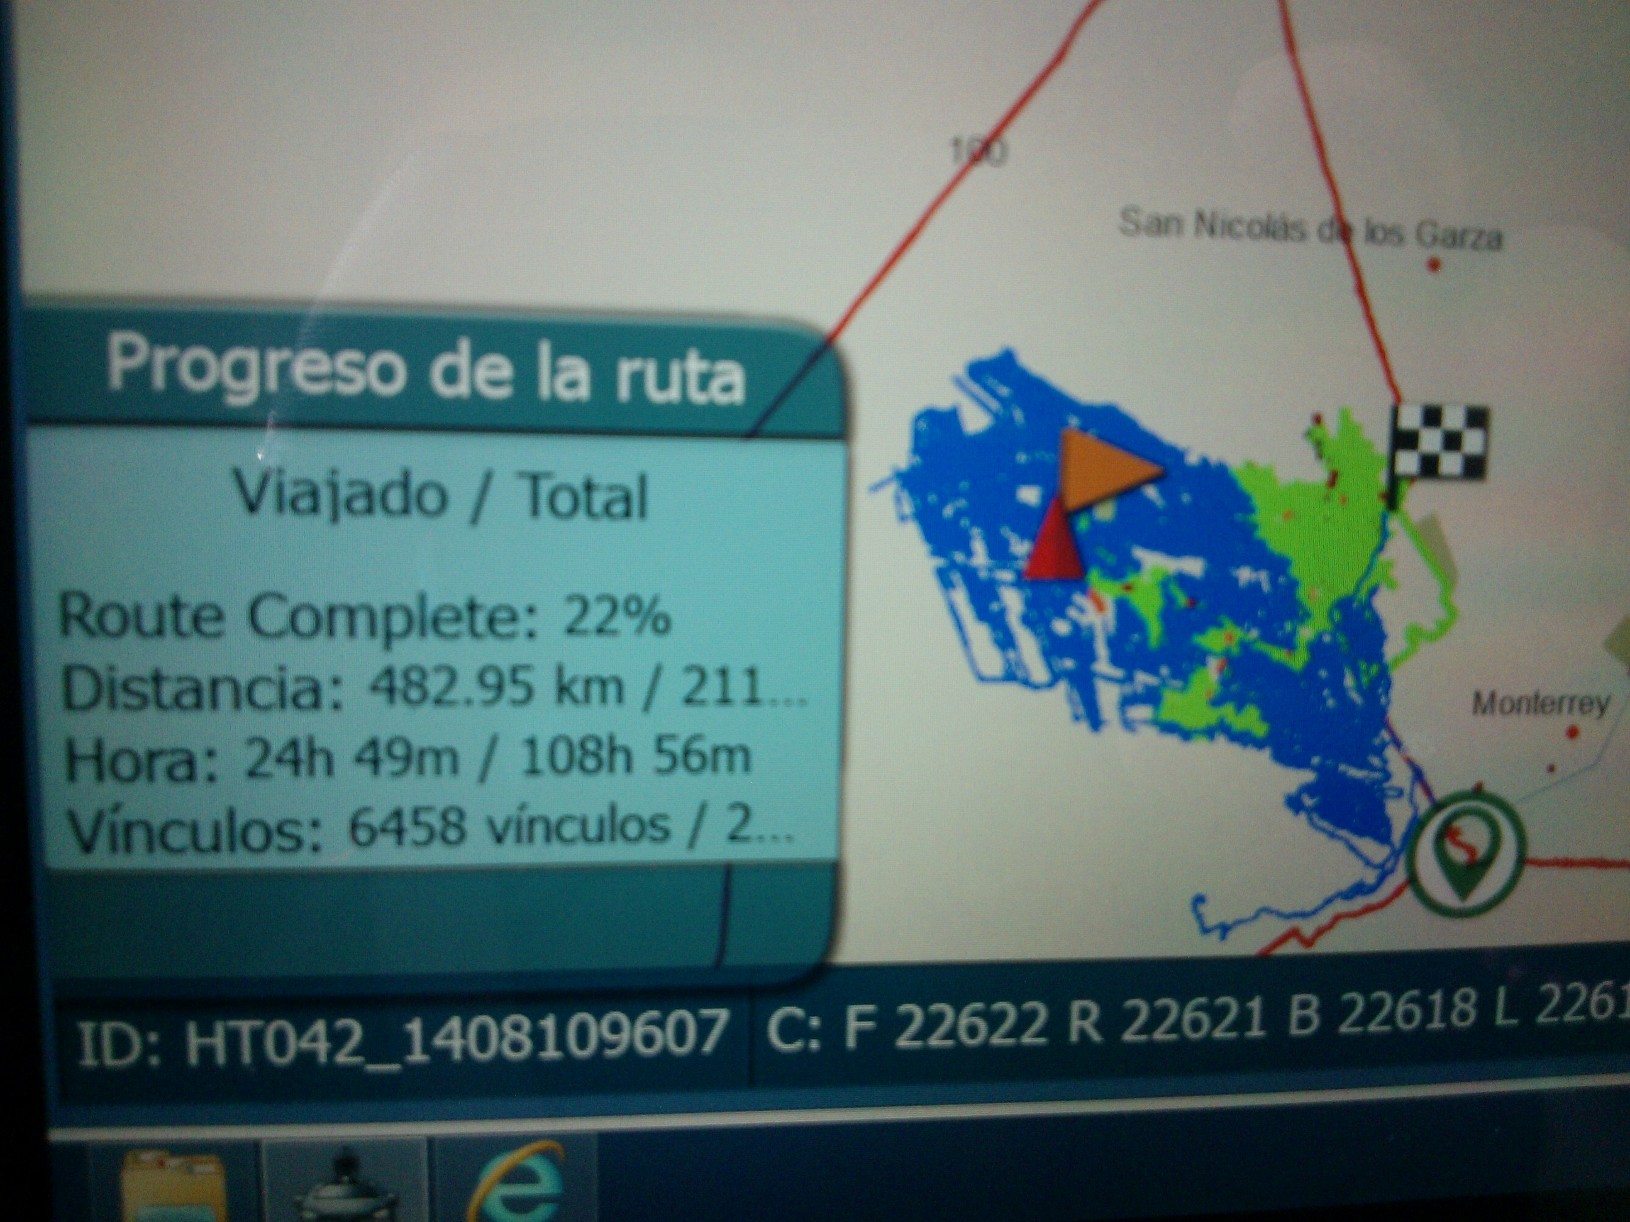 160
San Nicolás de los Garza
Progreso de la ruta
Viajado / Total
Route Complete: 22%
Distancia: 482.95 km / 211...
Hora: 24h 49m / 108h 56m
Vínculos: 6458 vínculos / 2...
Monterrey
ID: HT042_1408109607
C: F 22622 R 22621 B 22618 L 2261